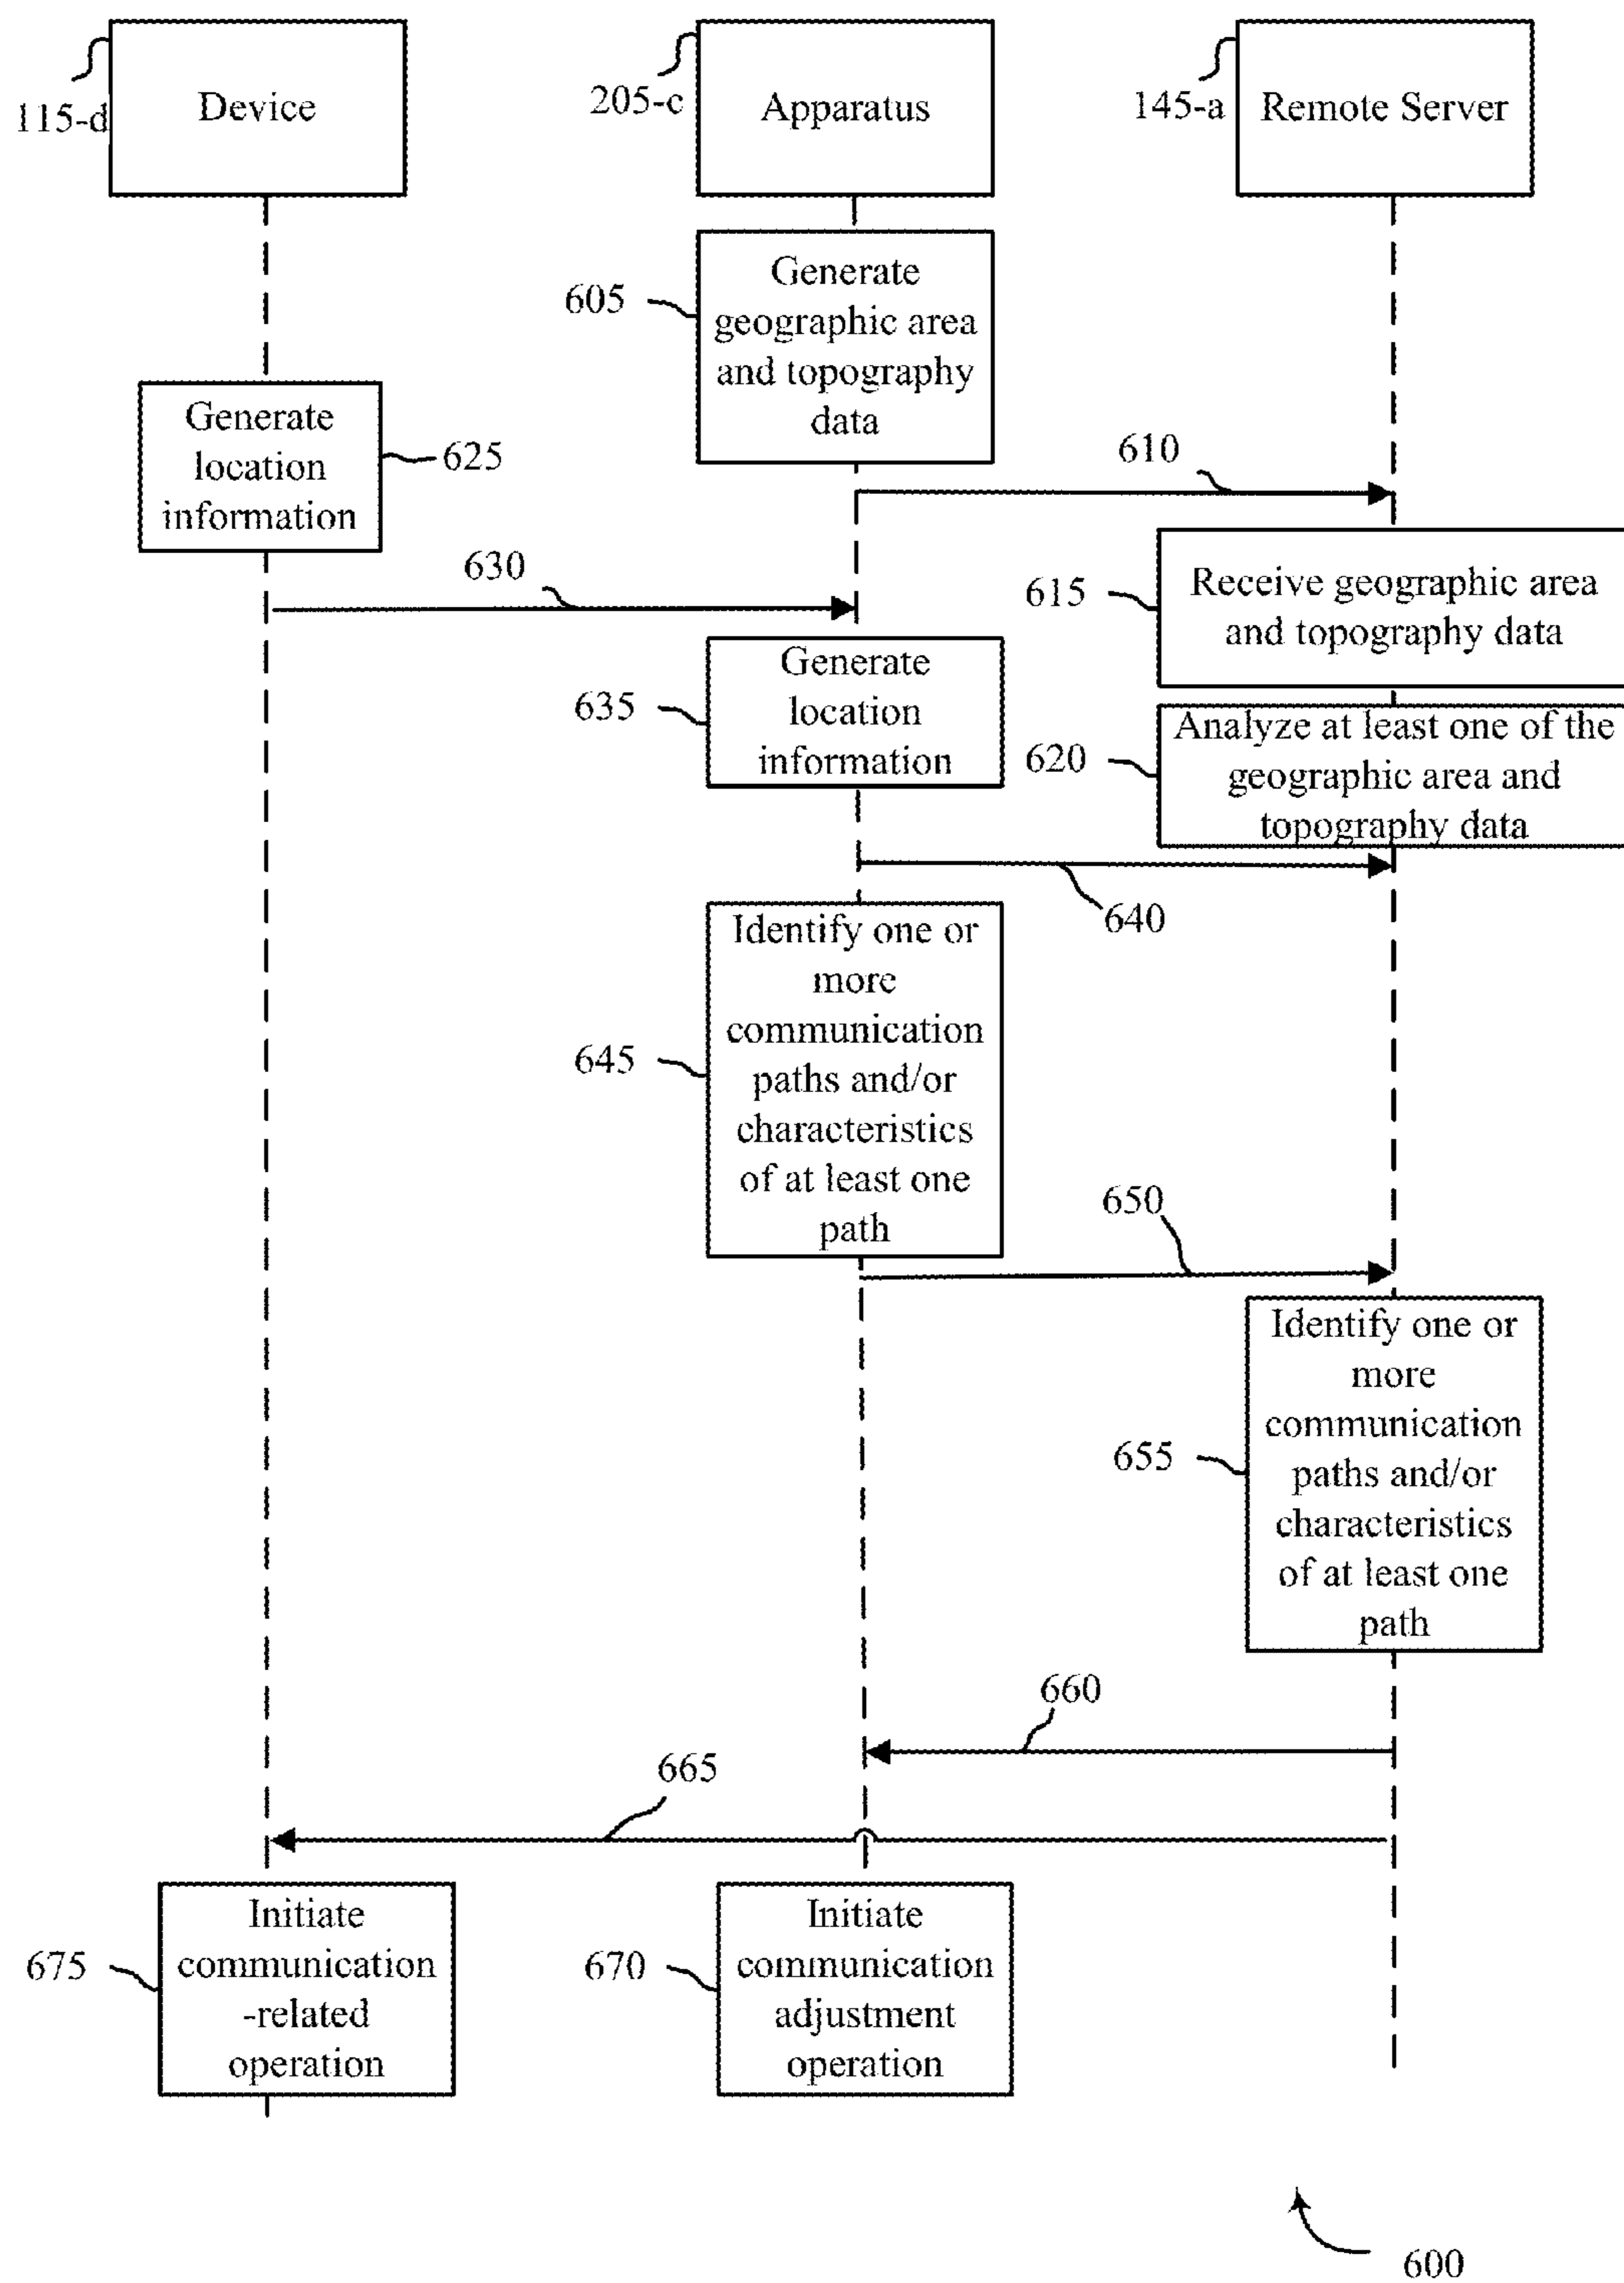 115-d
Device
205-c
Apparatus
145-a
Remote Server
605
Generate
geographic area
and topography
data
Generate
location
information
625
610
630
615
Receive geographic area
and topography data
635
Generate
location
information
620
Analyze at least one of the
geographic area and
topography data
640
645
Identify one or
more
communication
paths and/or
characteristics
of at least one
path
650
655
Identify one or
more
communication
paths and/or
characteristics
of at least one
path
660
665
675
Initiate
communication
-related
operation
670
Initiate
communication
adjustment
operation
600